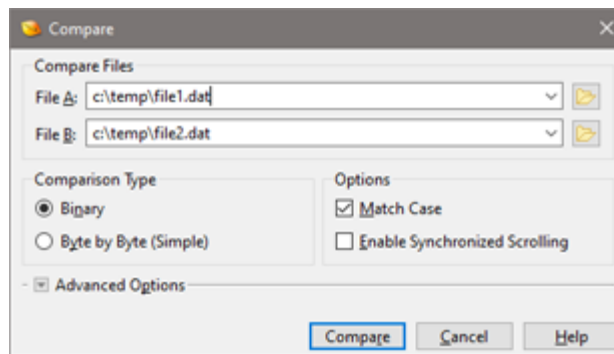 Compare
Compare Files
File A: c:\temp\file1.dat
File B: c:\temp\file2.dat
Comparison Type
Binary
Byte by Byte (Simple)
Options
Match Case
Enable Synchronized Scrolling
Advanced Options
Compare Cancel Help